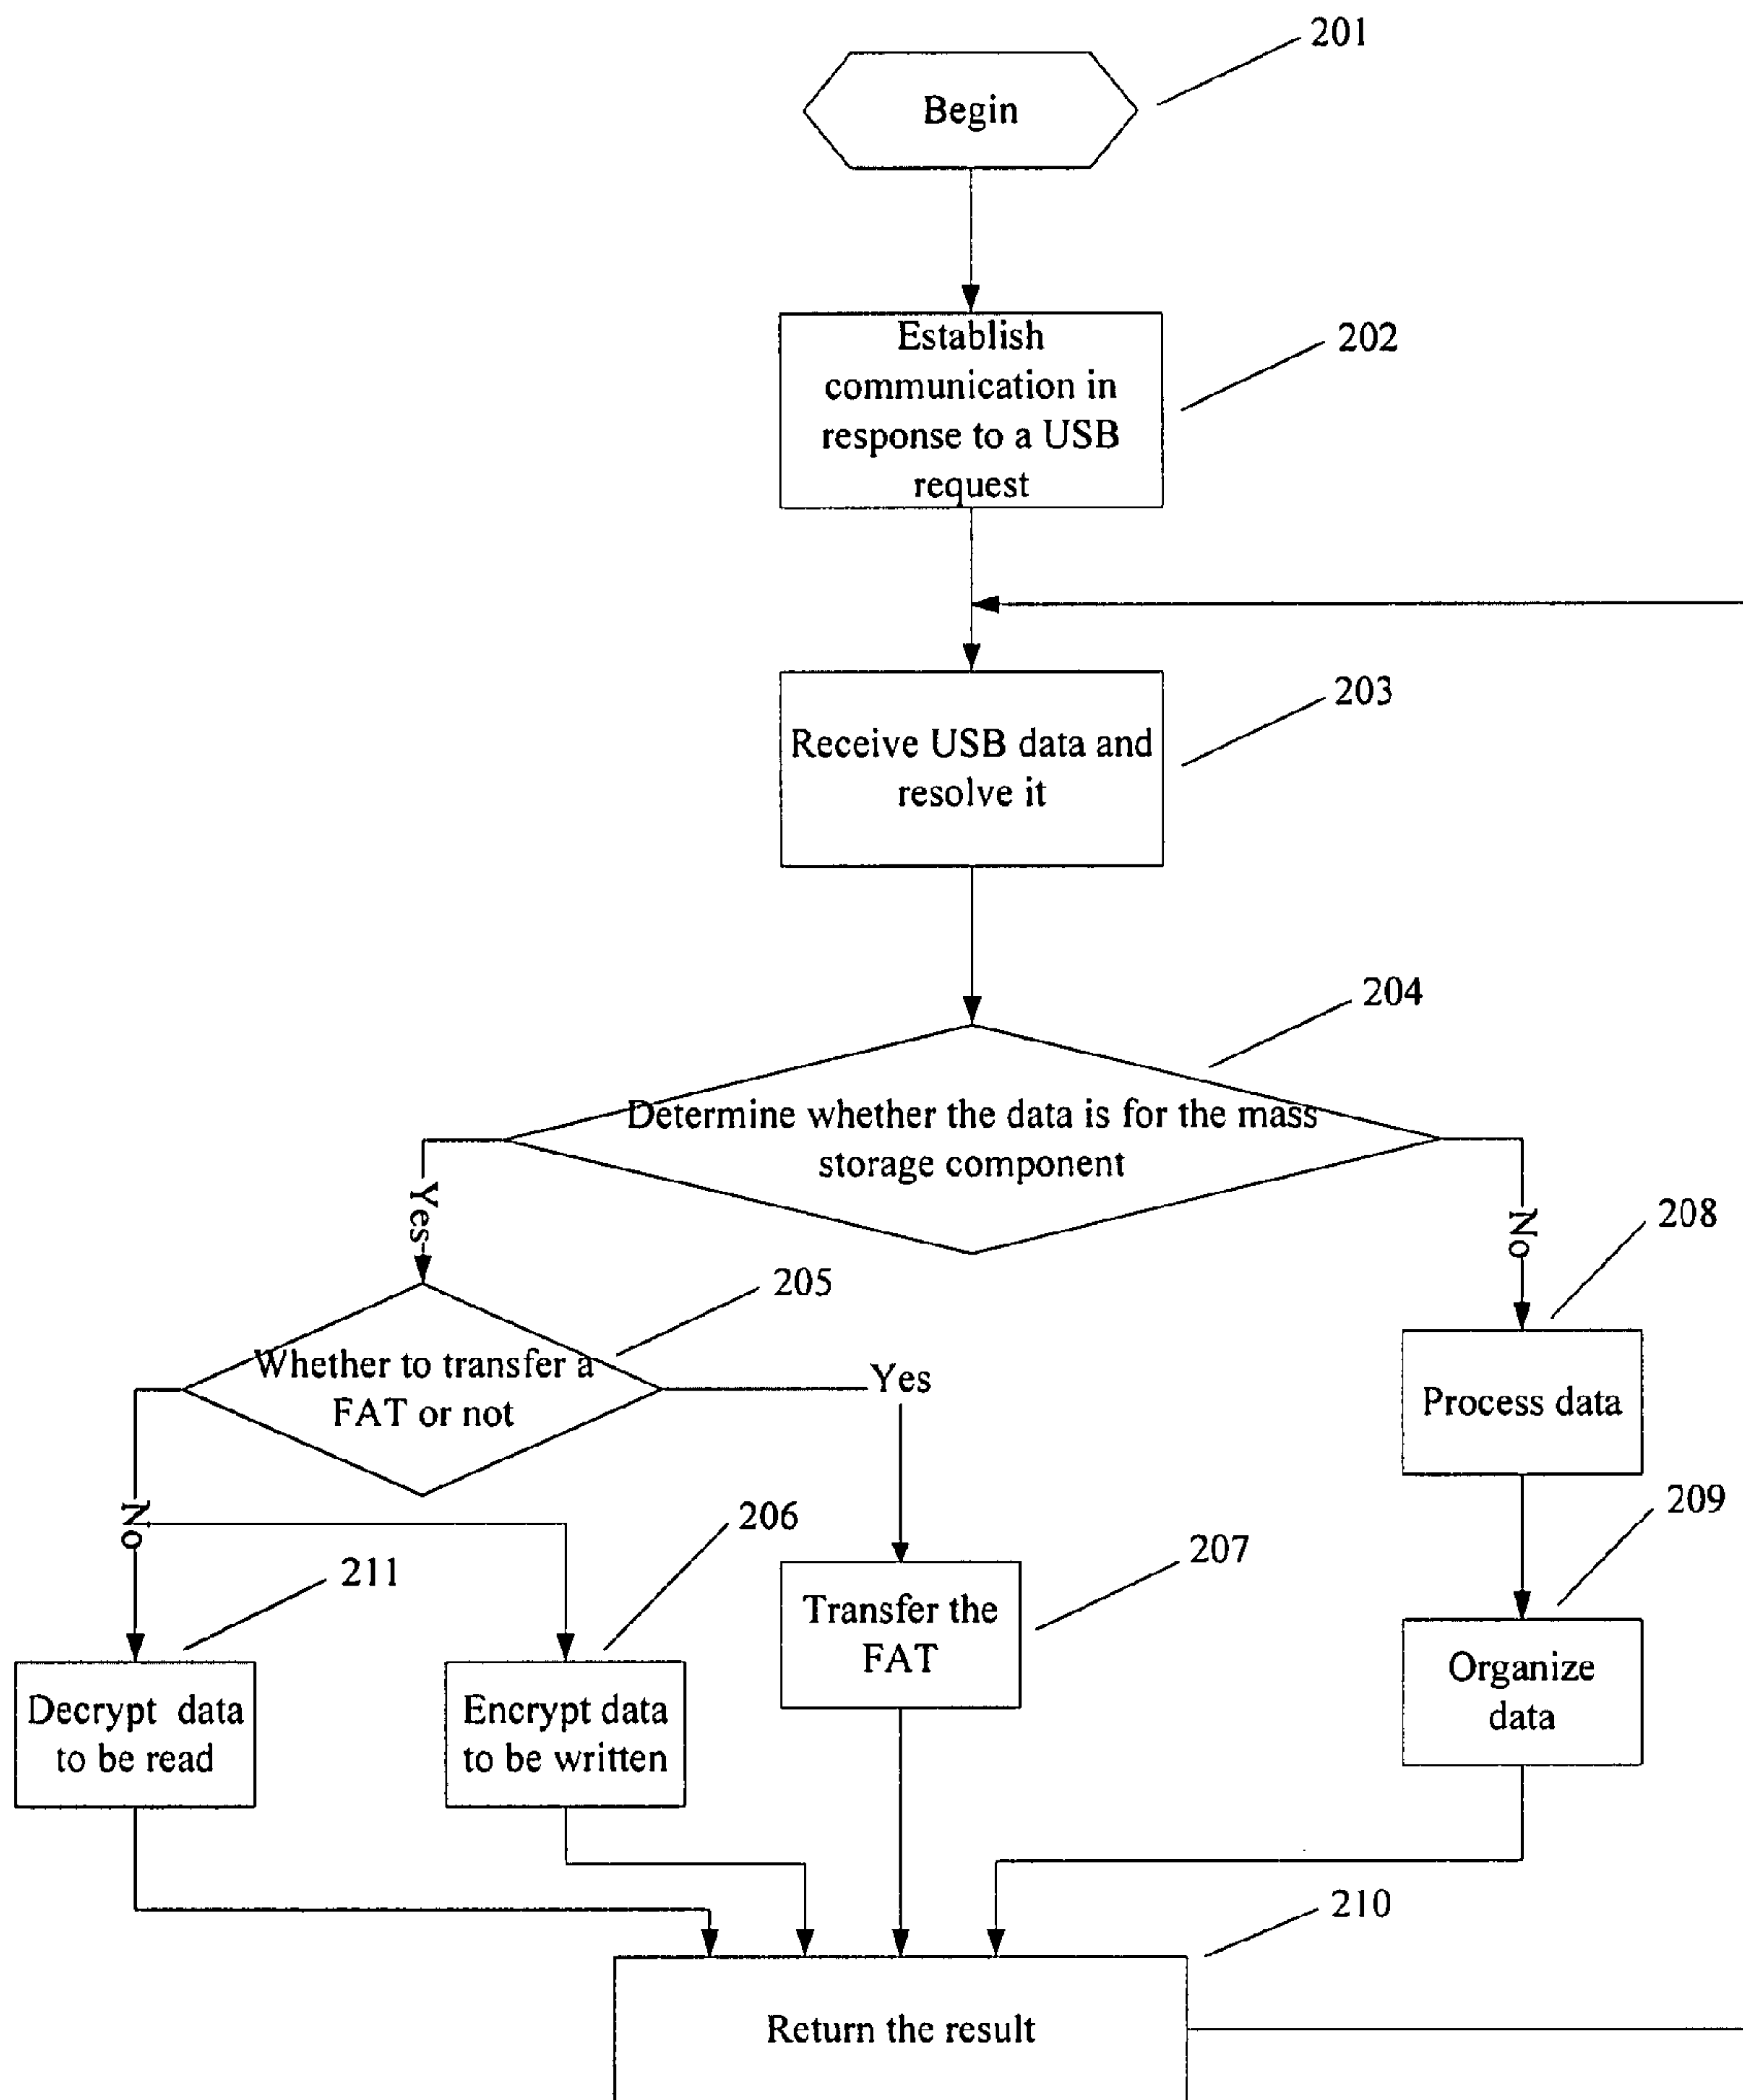 201
Begin
Establish
communication in
response to a USB
request
202
203
Receive USB data and
resolve it
204
Determine whether the data is for the mass
storage component
Yes
No
208
205
Whether to transfer a
FAT or not
Yes
Process data
No
206
209
211
207
Transfer the
FAT
Organize
data
Decrypt data
to be read
Encrypt data
to be written
210
Return the result